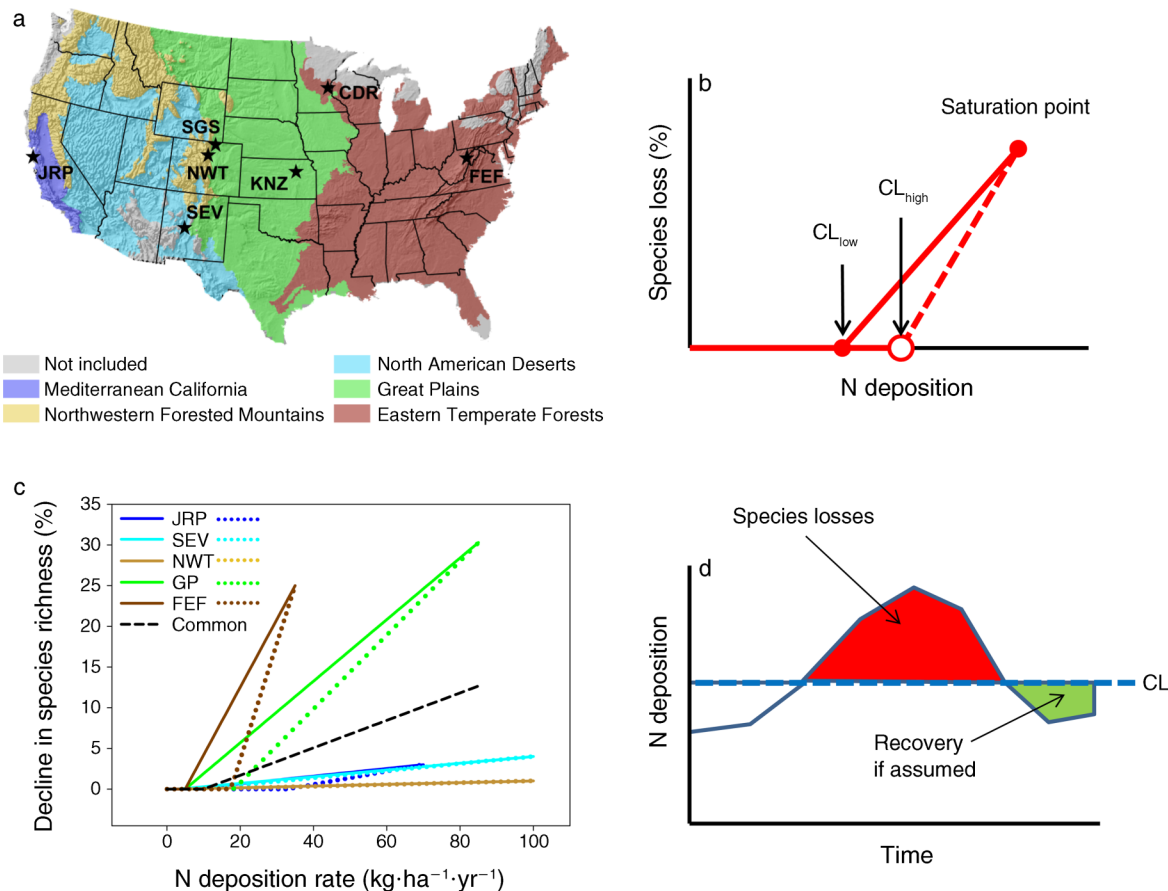 a
CDR
SGS
JRP
NWT
KNZ
FEF
SEV
Not included
North American Deserts
Mediterranean California
Great Plains
Northwestern Forested Mountains
Eastern Temperate Forests
b
Saturation point
CLhigh
CLlow
Species loss (%)
N deposition
c
35
30
25
20
15
10
5
0
JRP
SEV
NWT
GP
FEF
Common
Decline in species richness (%)
0 20 40 60 80 100
N deposition rate (kg·ha⁻¹·yr⁻¹)
d
Species losses
CL
Recovery
if assumed
N deposition
Time